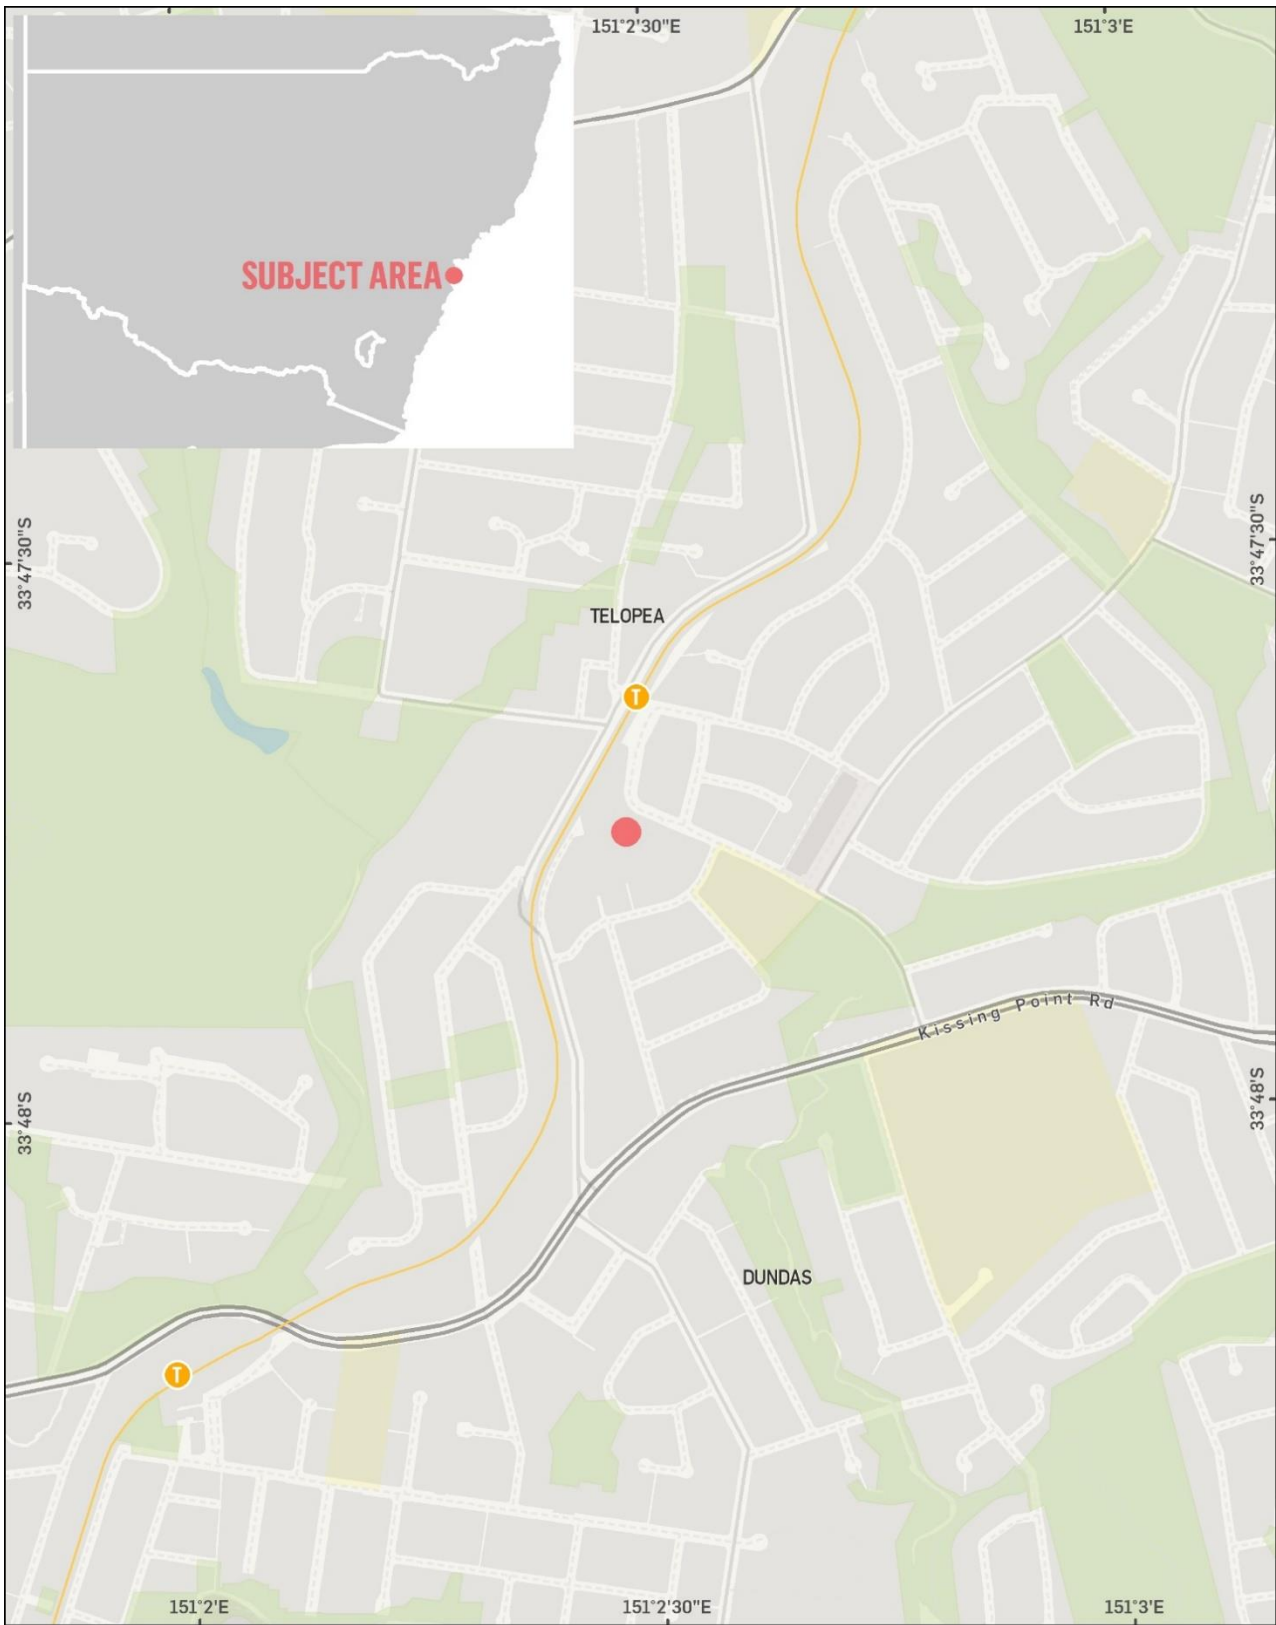 151°2'30"E
151°3'E
SUBJECT AREA
33°47'30"S
33°47'30"S
TELOPEA
T
Kissing Point Rd
33°48'S
33°48'S
DUNDAS
T
151°2'E
151°2'30"E
151°3'E